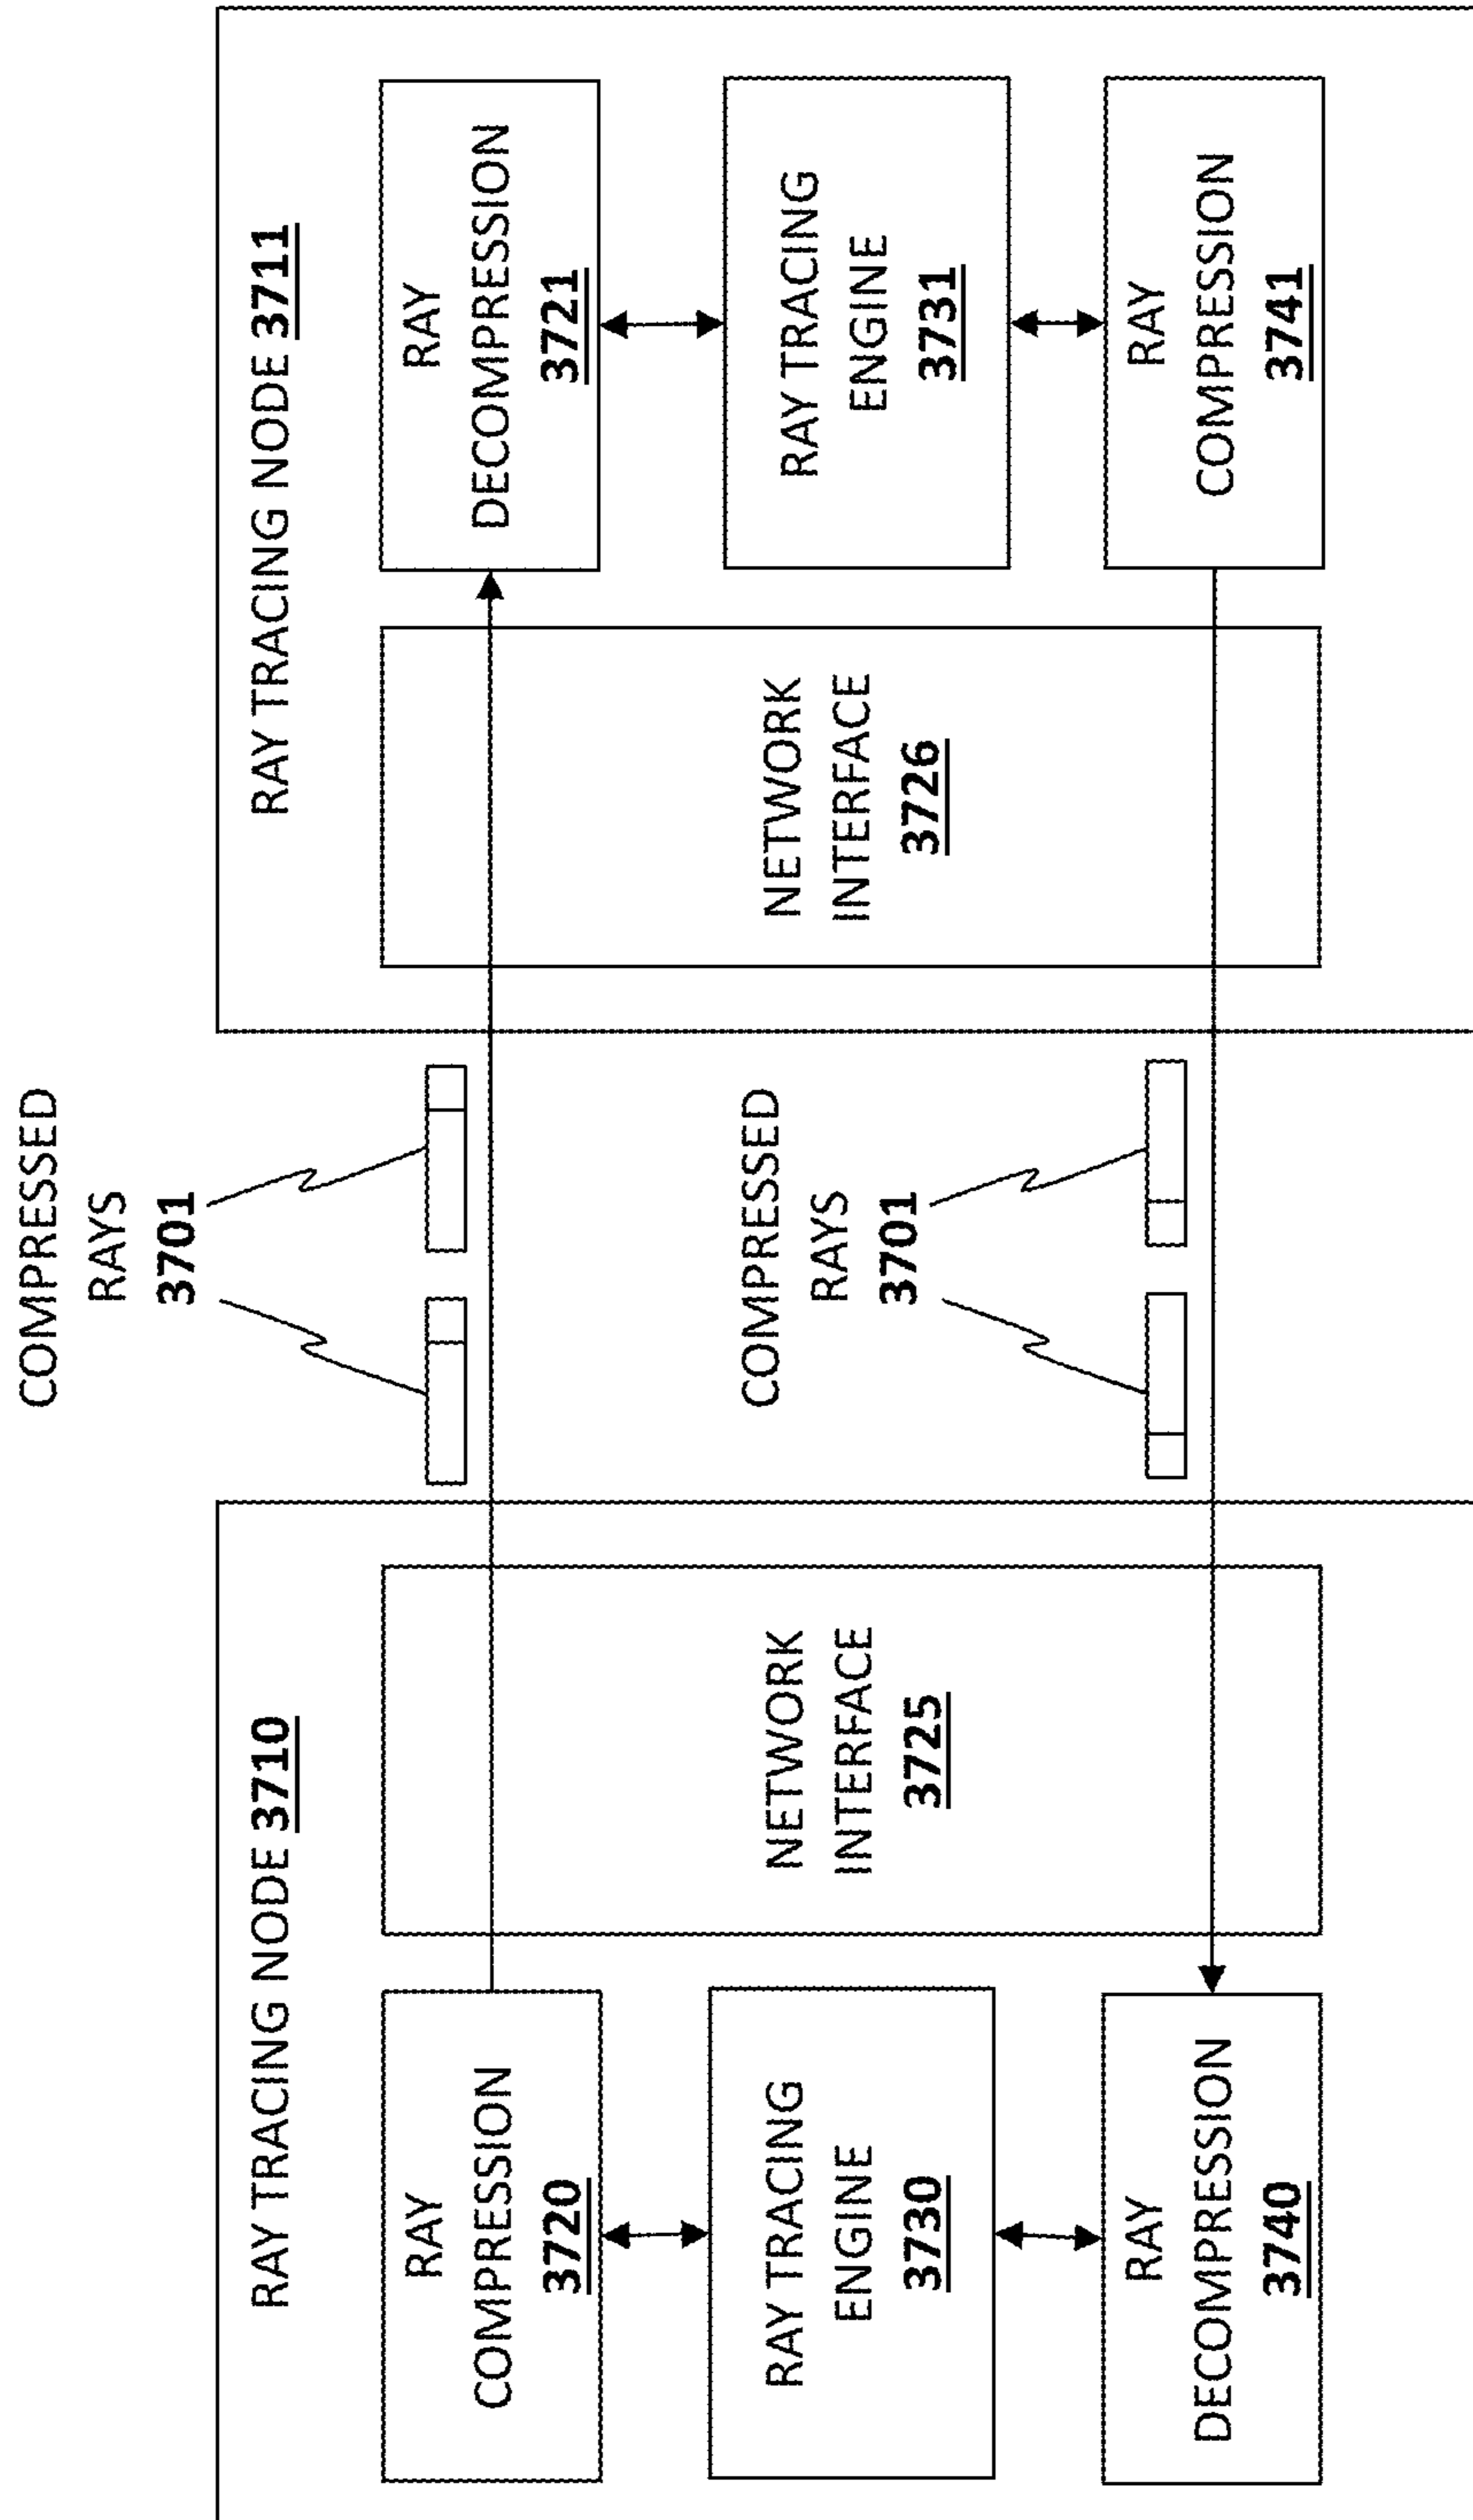 COMPRESSED
RAYS
3701
RAY TRACING NODE 3710
RAY
COMPRESSION
3720
RAY TRACING
ENGINE
3730
RAY
DECOMPRESSION
3740
NETWORK
INTERFACE
3725
COMPRESSED
RAYS
3701
RAY TRACING NODE 3711
NETWORK
INTERFACE
3726
RAY
DECOMPRESSION
3721
RAY TRACING
ENGINE
3731
RAY
COMPRESSION
3741